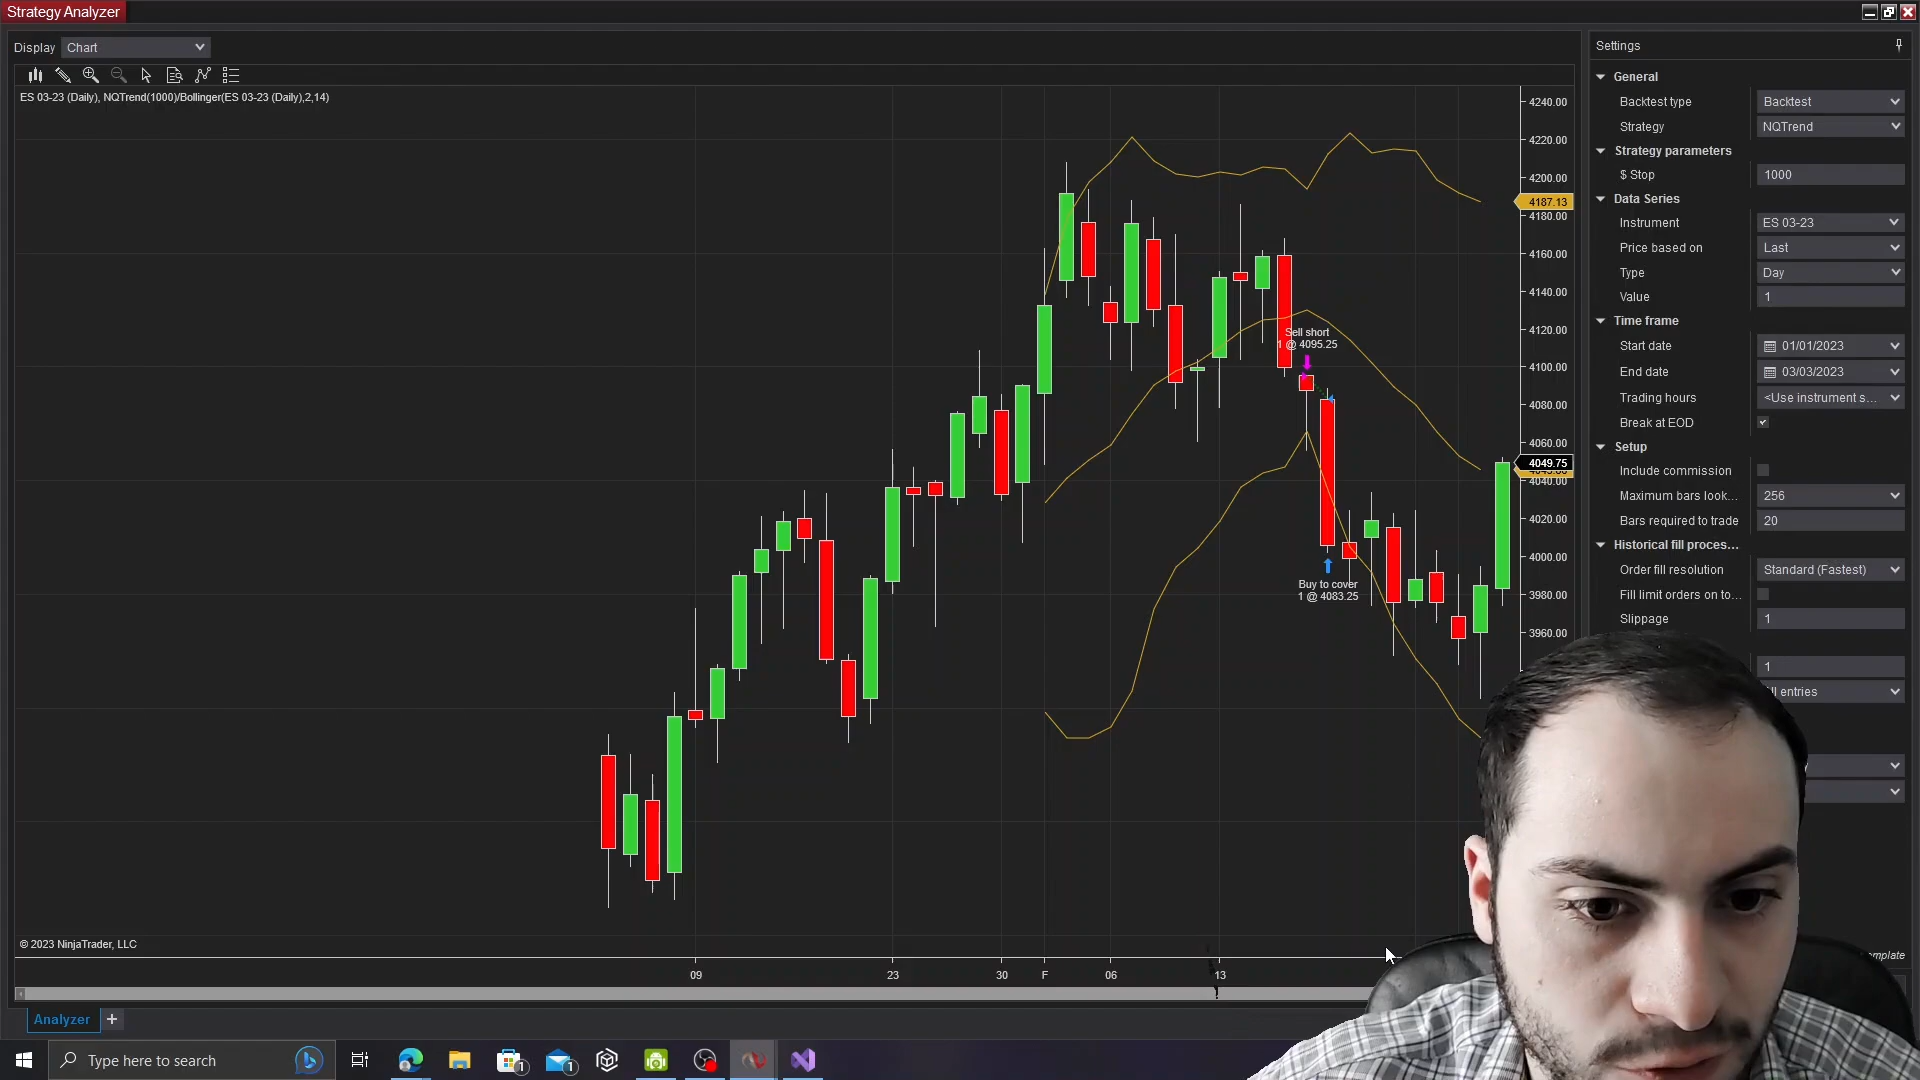 Strategy Analyzer
Display Chart
ES 03-23 (Daily), NQTrend(1000)/Bollinger(ES 03-23 (Daily),2,14)
4240.00
4220.00
4200.00
4187.13
4180.00
4160.00
4140.00
4120.00
4100.00
4080.00
4060.00
4049.75
4040.00
4020.00
4000.00
3980.00
3960.00
Sell short
1 @ 4095.25
Buy to cover
1 @ 4083.25
© 2023 NinjaTrader, LLC
09 23 30 F 06 13
Analyzer +
Type here to search
1
1
Settings
General
Backtest type Backtest
Strategy NQTrend
Strategy parameters
$ Stop 1000
Data Series
Instrument ES 03-23
Price based on Last
Type Day
Value 1
Time frame
Start date 01/01/2023
End date 03/03/2023
Trading hours <Use instrument s...
Break at EOD
Setup
Include commission
Maximum bars look... 256
Bars required to trade 20
Historical fill proces...
Order fill resolution Standard (Fastest)
Fill limit orders on to...
Slippage 1
1
entries